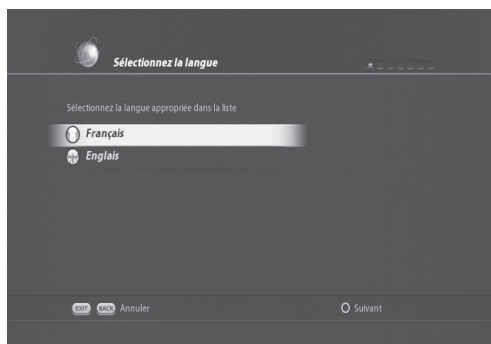 Sélectionnez la langue
Sélectionnez la langue appropriée dans la liste
Français
Englais
EXIT BACK Annuler
Suivant